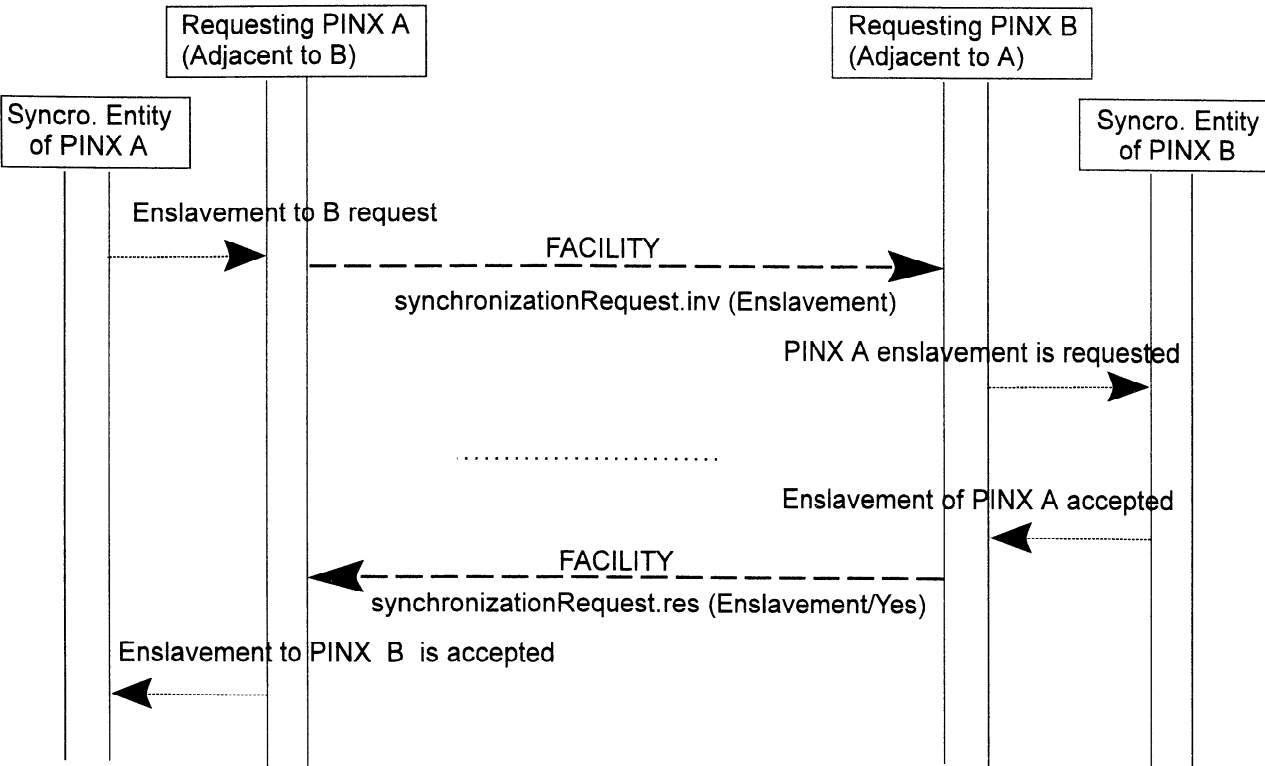 Requesting PINX A
(Adjacent to B)
Requesting PINX B
(Adjacent to A)
Syncro. Entity
of PINX A
Syncro. Entity
of PINX B
Enslavement to B request
FACILITY
synchronizationRequest.inv (Enslavement)
PINX A enslavement is requested
Enslavement of PINX A accepted
FACILITY
synchronizationRequest.res (Enslavement/Yes)
Enslavement to PINX B is accepted